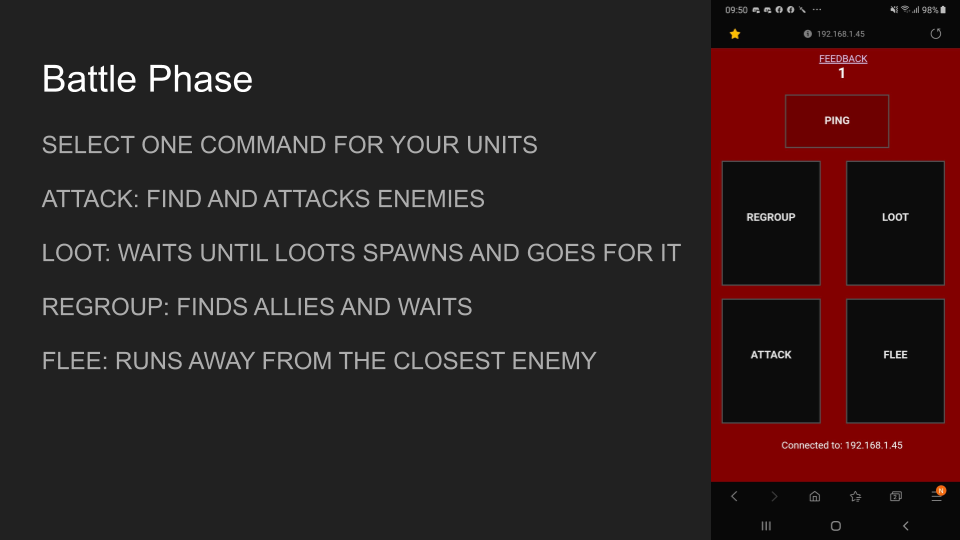 Battle Phase
SELECT ONE COMMAND FOR YOUR UNITS
ATTACK: FIND AND ATTACKS ENEMIES
LOOT: WAITS UNTIL LOOTS SPAWNS AND GOES FOR IT
REGROUP: FINDS ALLIES AND WAITS
FLEE: RUNS AWAY FROM THE CLOSEST ENEMY
09:50 98%
192.168.1.45
FEEDBACK
1
PING
REGROUP LOOT
ATTACK FLEE
Connected to: 192.168.1.45
N